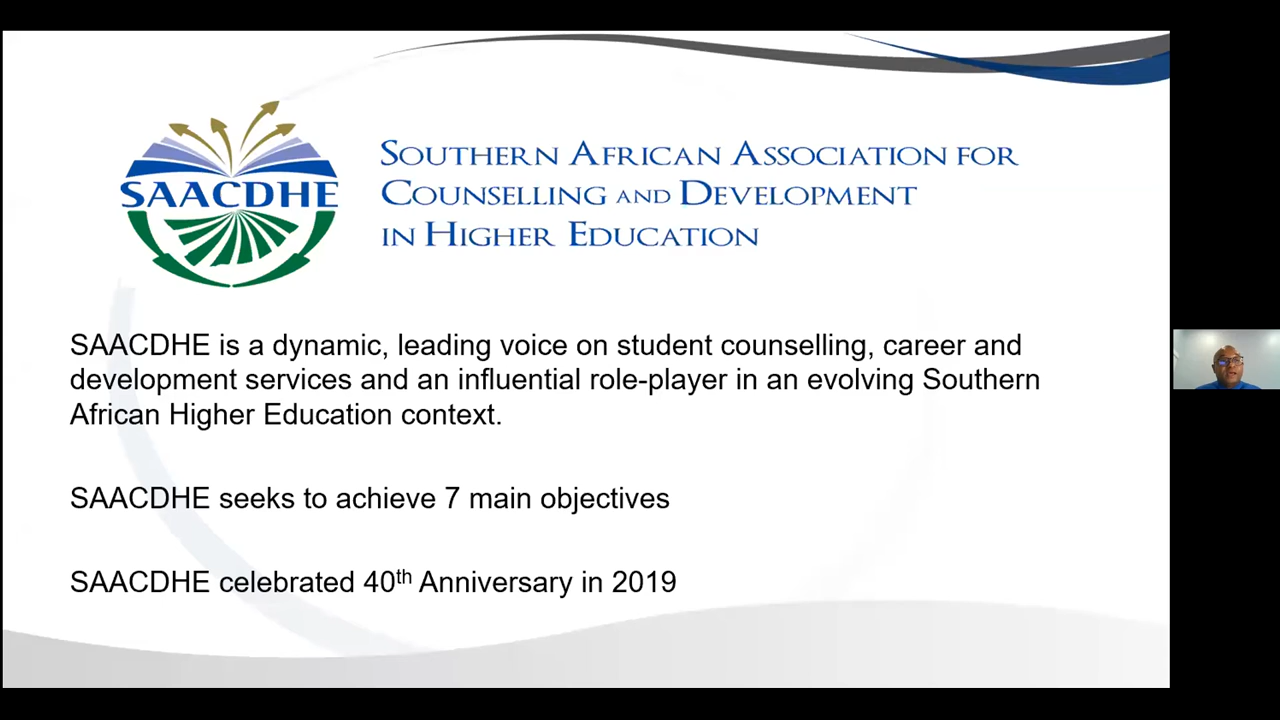 SAACDHE
SOUTHERN AFRICAN ASSOCIATION FOR
COUNSELLING AND DEVELOPMENT
IN HIGHER EDUCATION
SAACDHE is a dynamic, leading voice on student counselling, career and
development services and an influential role-player in an evolving Southern
African Higher Education context.
SAACDHE seeks to achieve 7 main objectives
SAACDHE celebrated 40th Anniversary in 2019